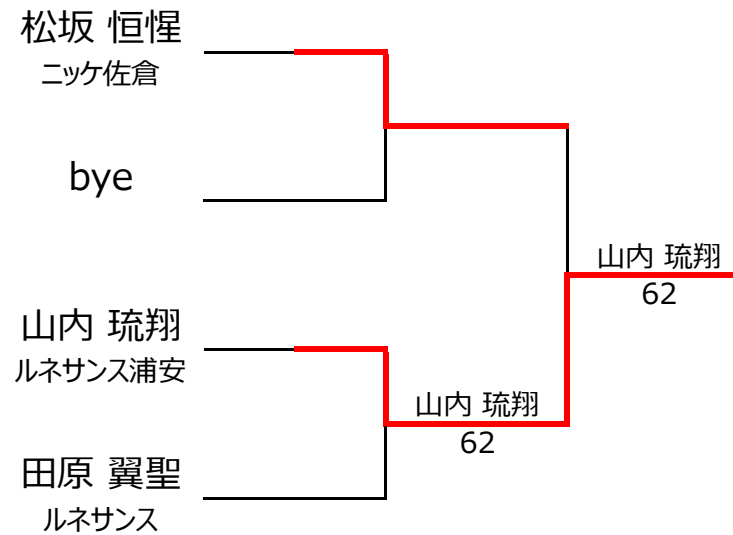 松坂 恒惺
ニッケ佐倉
bye
山内 琉翔
62
山内 琉翔
ルネサンス浦安
山内 琉翔
62
田原 翼聖
ルネサンス